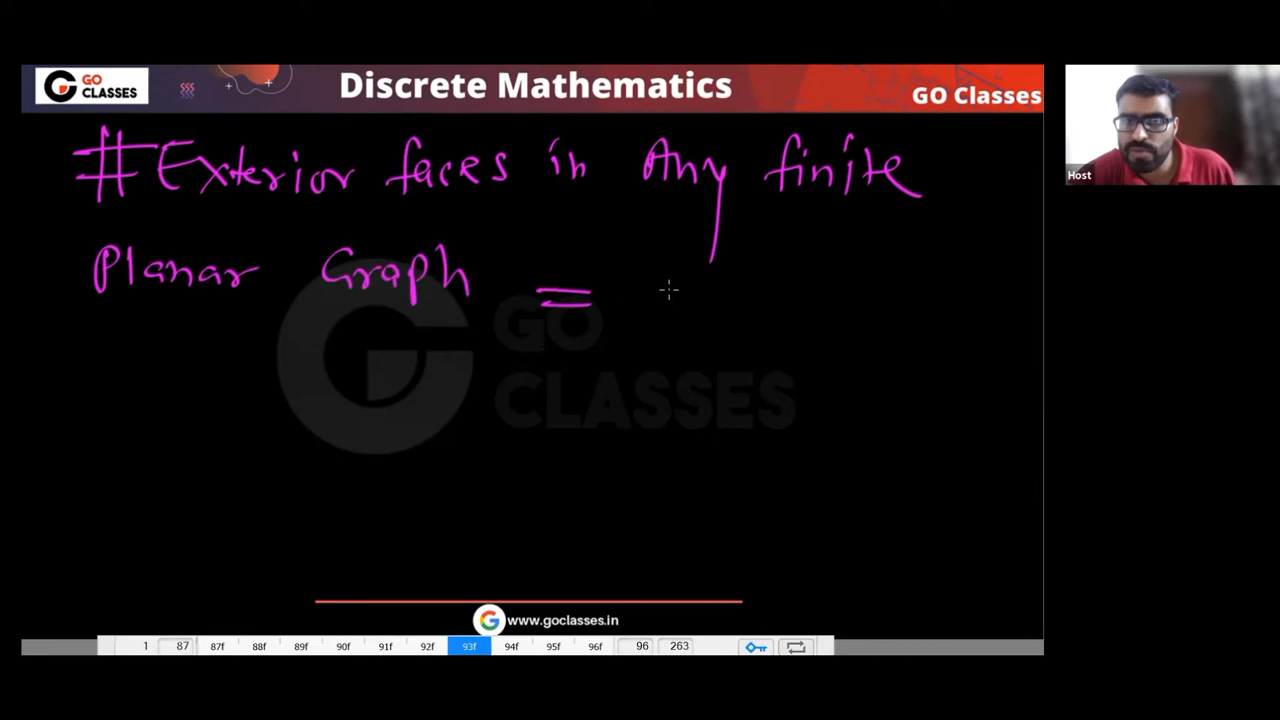 GO CLASSES
Discrete Mathematics
GO Classes
#Exterior faces in Any finite
Planar Graph =
GO CLASSES
Host
www.goclasses.in
1 87 87f 88f 89f 90f 91f 92f 93f 94f 95f 96f 96 263